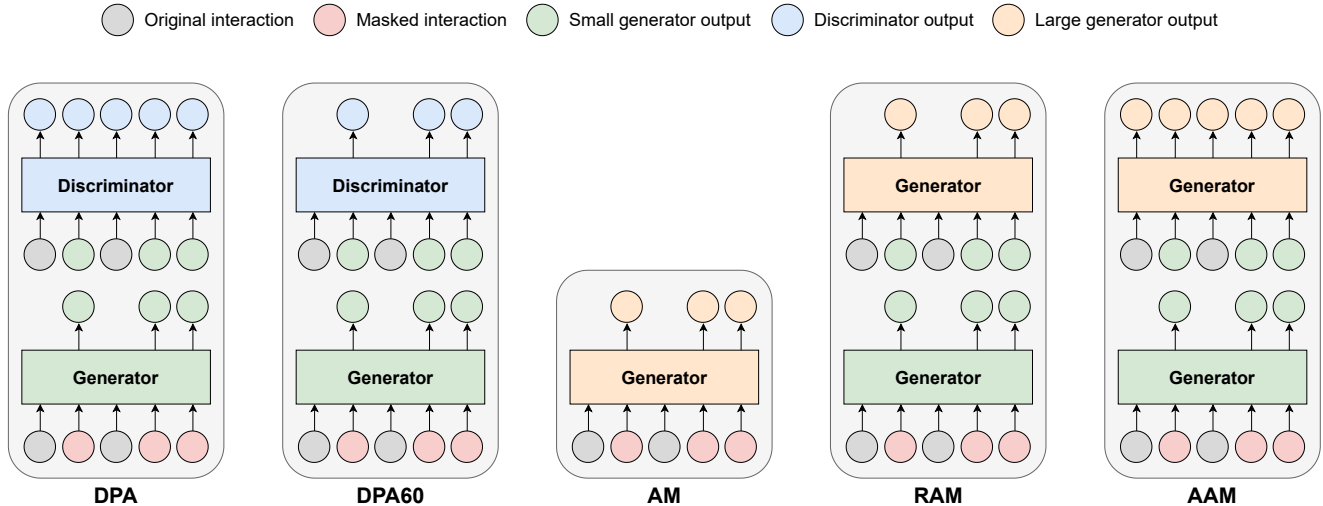 Original interaction Masked interaction Small generator output Discriminator output Large generator output
Discriminator Discriminator Generator Generator
Generator Generator Generator Generator Generator
DPA DPA60 AM RAM AAM